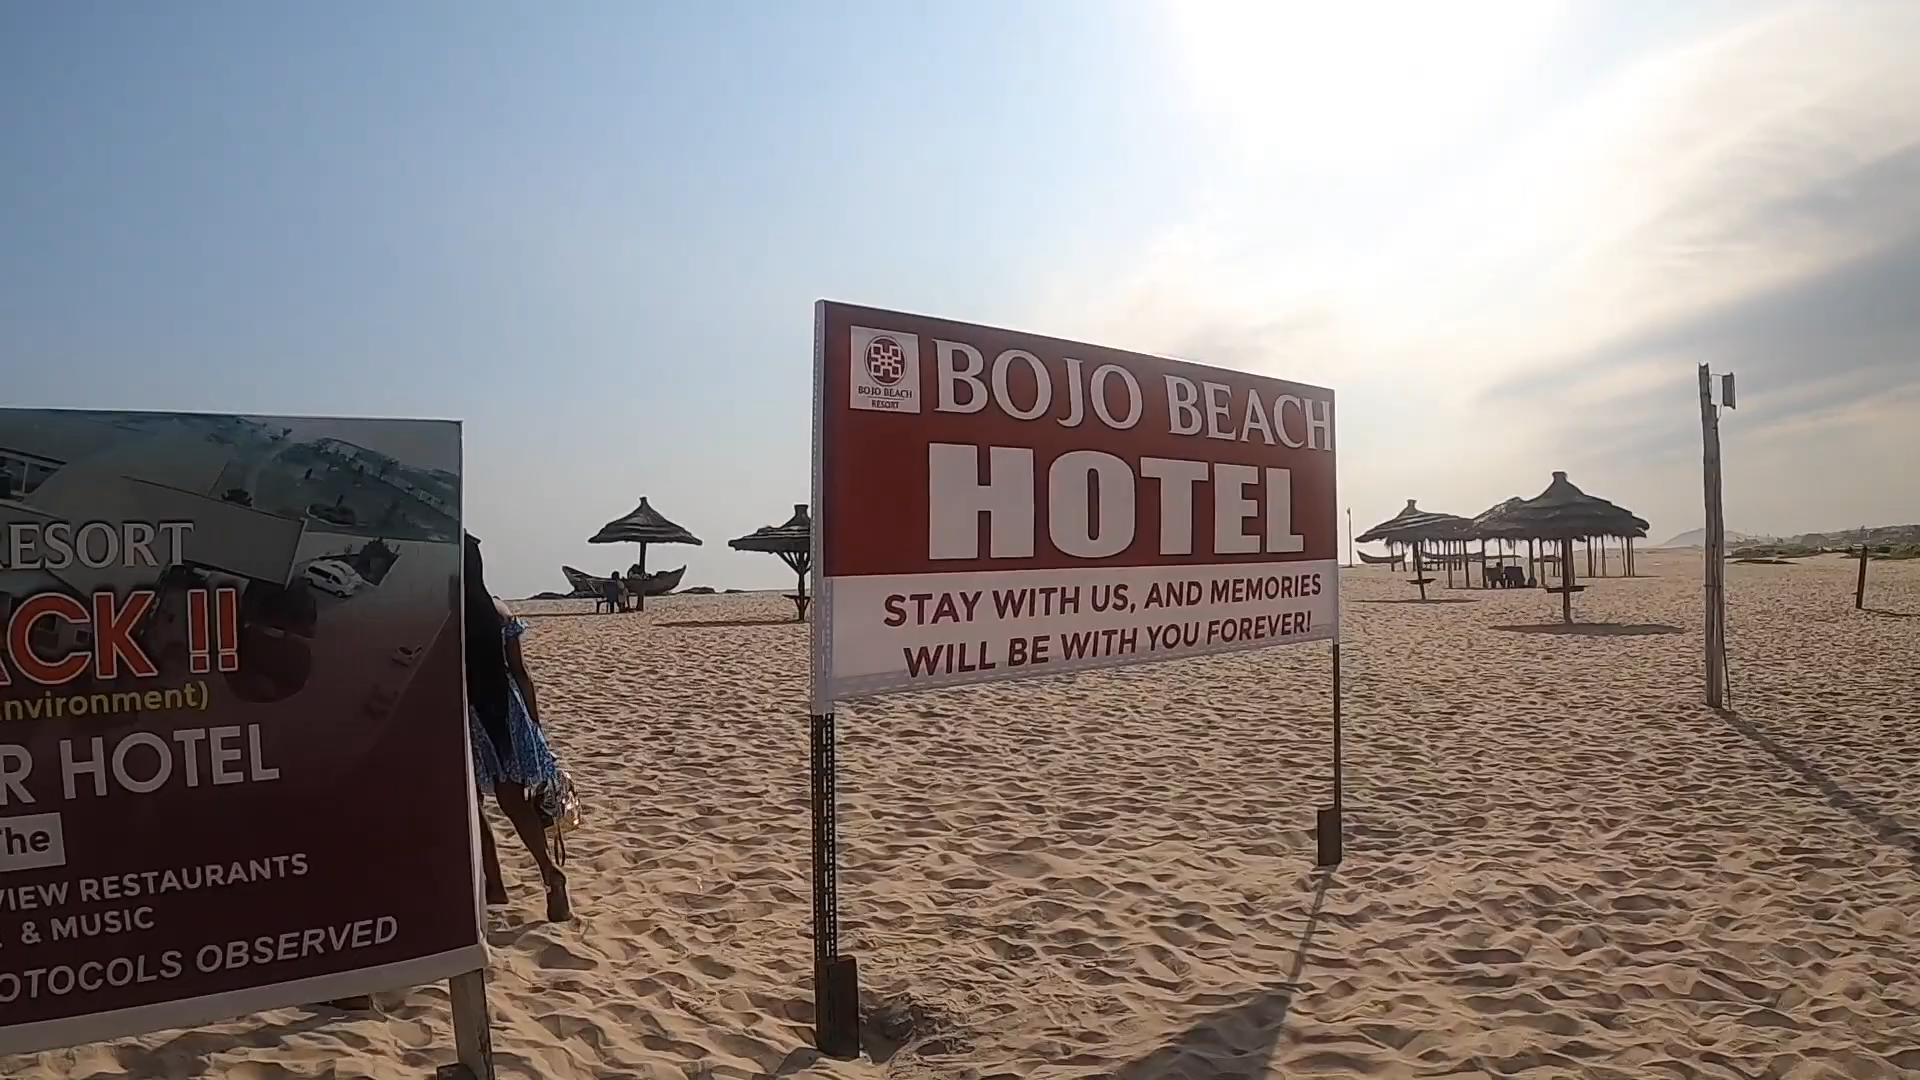 RESORT
ACK !!
nvironment)
R HOTEL
The
VIEW RESTAURANTS
& MUSIC
OTOCOLS OBSERVED
BOJO BEACH
RESORT
BOJO BEACH
HOTEL
STAY WITH US, AND MEMORIES
WILL BE WITH YOU FOREVER!